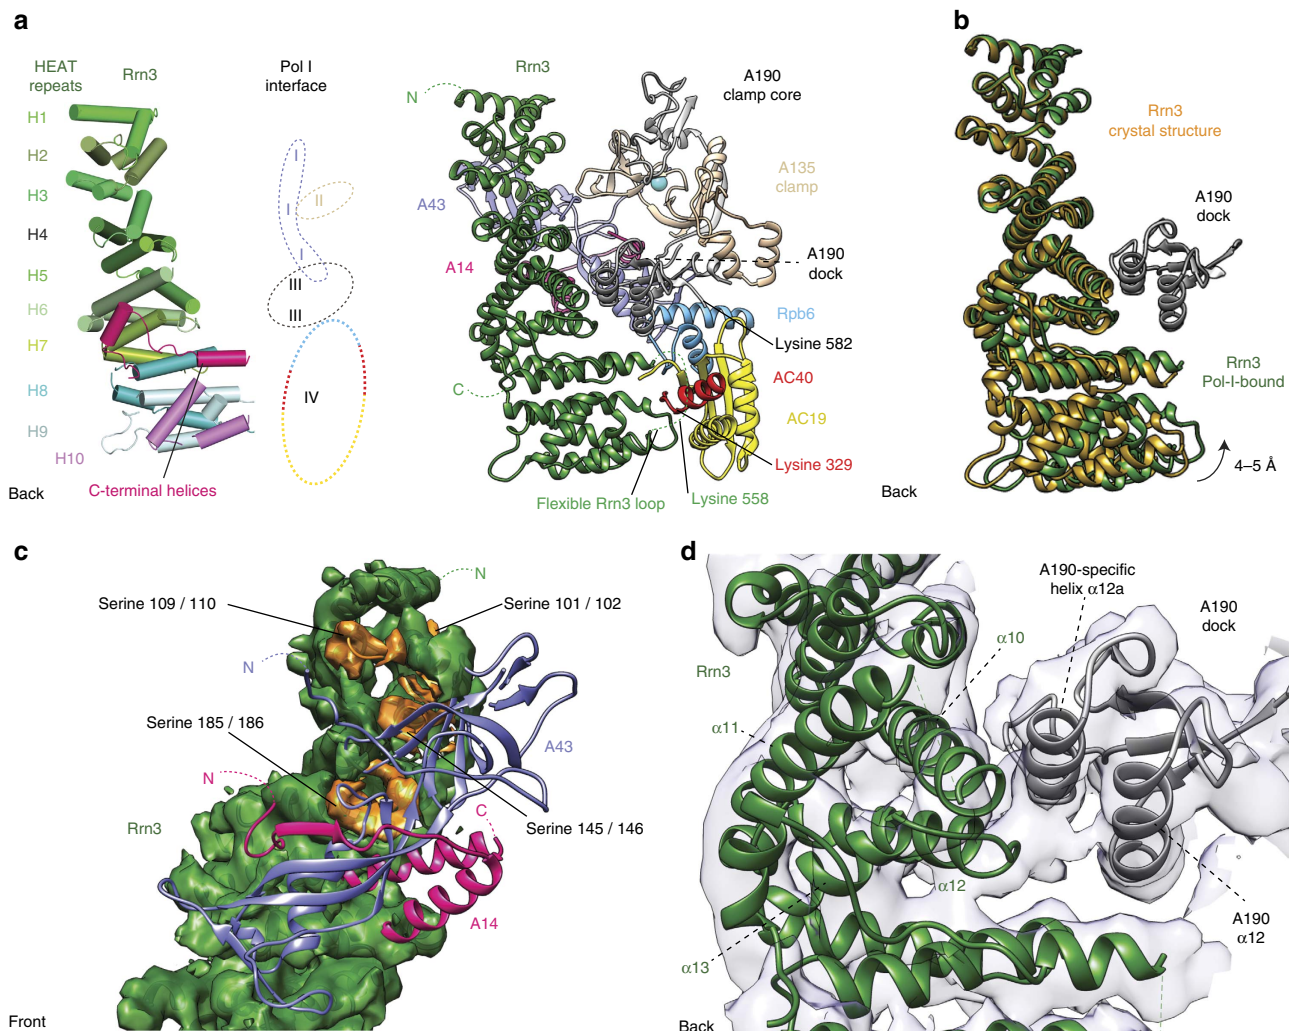 a
HEAT
repeats
Rrn3
Pol I
interface
H1
H2
H3
H4
H5
H6
H7
H8
H9
H10
I
II
I
I
III
III
IV
C-terminal helices
Back
N
Rrn3
A190
clamp core
A135
clamp
A43
A14
A190
dock
Rpb6
Lysine 582
AC40
AC19
C
Lysine 329
Lysine 558
Flexible Rrn3 loop
b
Rrn3
crystal structure
A190
dock
Rrn3
Pol-I-bound
4–5 Å
Back
c
N
Serine 109 / 110
Serine 101 / 102
N
Serine 185 / 186
A43
N
C
Rrn3
Serine 145 / 146
A14
Front
d
A190-specific
helix α12a
A190
dock
α10
Rrn3
α11
α12
α13
A190
α12
Back